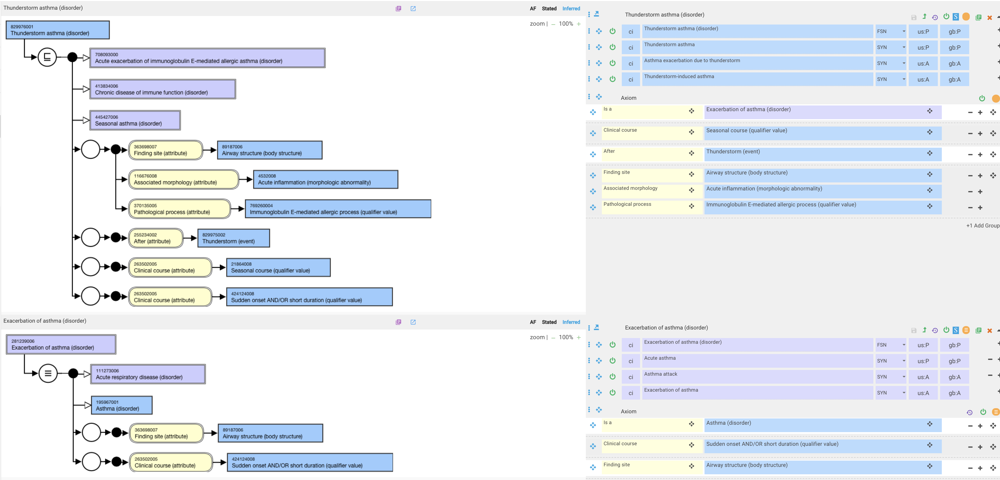 Thunderstorm asthma (disorder)
AF Stated Inferred
zoom | – 100% +
829976001
Thunderstorm asthma (disorder)
⊑
708093000
Acute exacerbation of immunoglobulin E-mediated allergic asthma (disorder)
413834006
Chronic disease of immune function (disorder)
445427006
Seasonal asthma (disorder)
363698007
Finding site (attribute)
89187006
Airway structure (body structure)
116676008
Associated morphology (attribute)
4532008
Acute inflammation (morphologic abnormality)
370135005
Pathological process (attribute)
769260004
Immunoglobulin E-mediated allergic process (qualifier value)
255234002
After (attribute)
829975002
Thunderstorm (event)
263502005
Clinical course (attribute)
21864008
Seasonal course (qualifier value)
263502005
Clinical course (attribute)
424124008
Sudden onset AND/OR short duration (qualifier value)
Thunderstorm asthma (disorder)
S
ci Thunderstorm asthma (disorder) FSN us:P gb:P
ci Thunderstorm asthma SYN us:P gb:P
ci Asthma exacerbation due to thunderstorm SYN us:A gb:A
ci Thunderstorm-induced asthma SYN us:A gb:A
Axiom
Is a Exacerbation of asthma (disorder)
Clinical course Seasonal course (qualifier value)
After Thunderstorm (event)
Finding site Airway structure (body structure)
Associated morphology Acute inflammation (morphologic abnormality)
Pathological process Immunoglobulin E-mediated allergic process (qualifier value)
+1 Add Group
Exacerbation of asthma (disorder)
AF Stated Inferred
zoom | – 100% +
281239006
Exacerbation of asthma (disorder)
≡
111273006
Acute respiratory disease (disorder)
195967001
Asthma (disorder)
363698007
Finding site (attribute)
89187006
Airway structure (body structure)
263502005
Clinical course (attribute)
424124008
Sudden onset AND/OR short duration (qualifier value)
Exacerbation of asthma (disorder)
S
ci Exacerbation of asthma (disorder) FSN us:P gb:P
ci Acute asthma SYN us:P gb:P
ci Asthma attack SYN us:A gb:A
ci Exacerbation of asthma SYN us:A gb:A
Axiom
Is a Asthma (disorder)
Clinical course Sudden onset AND/OR short duration (qualifier value)
Finding site Airway structure (body structure)